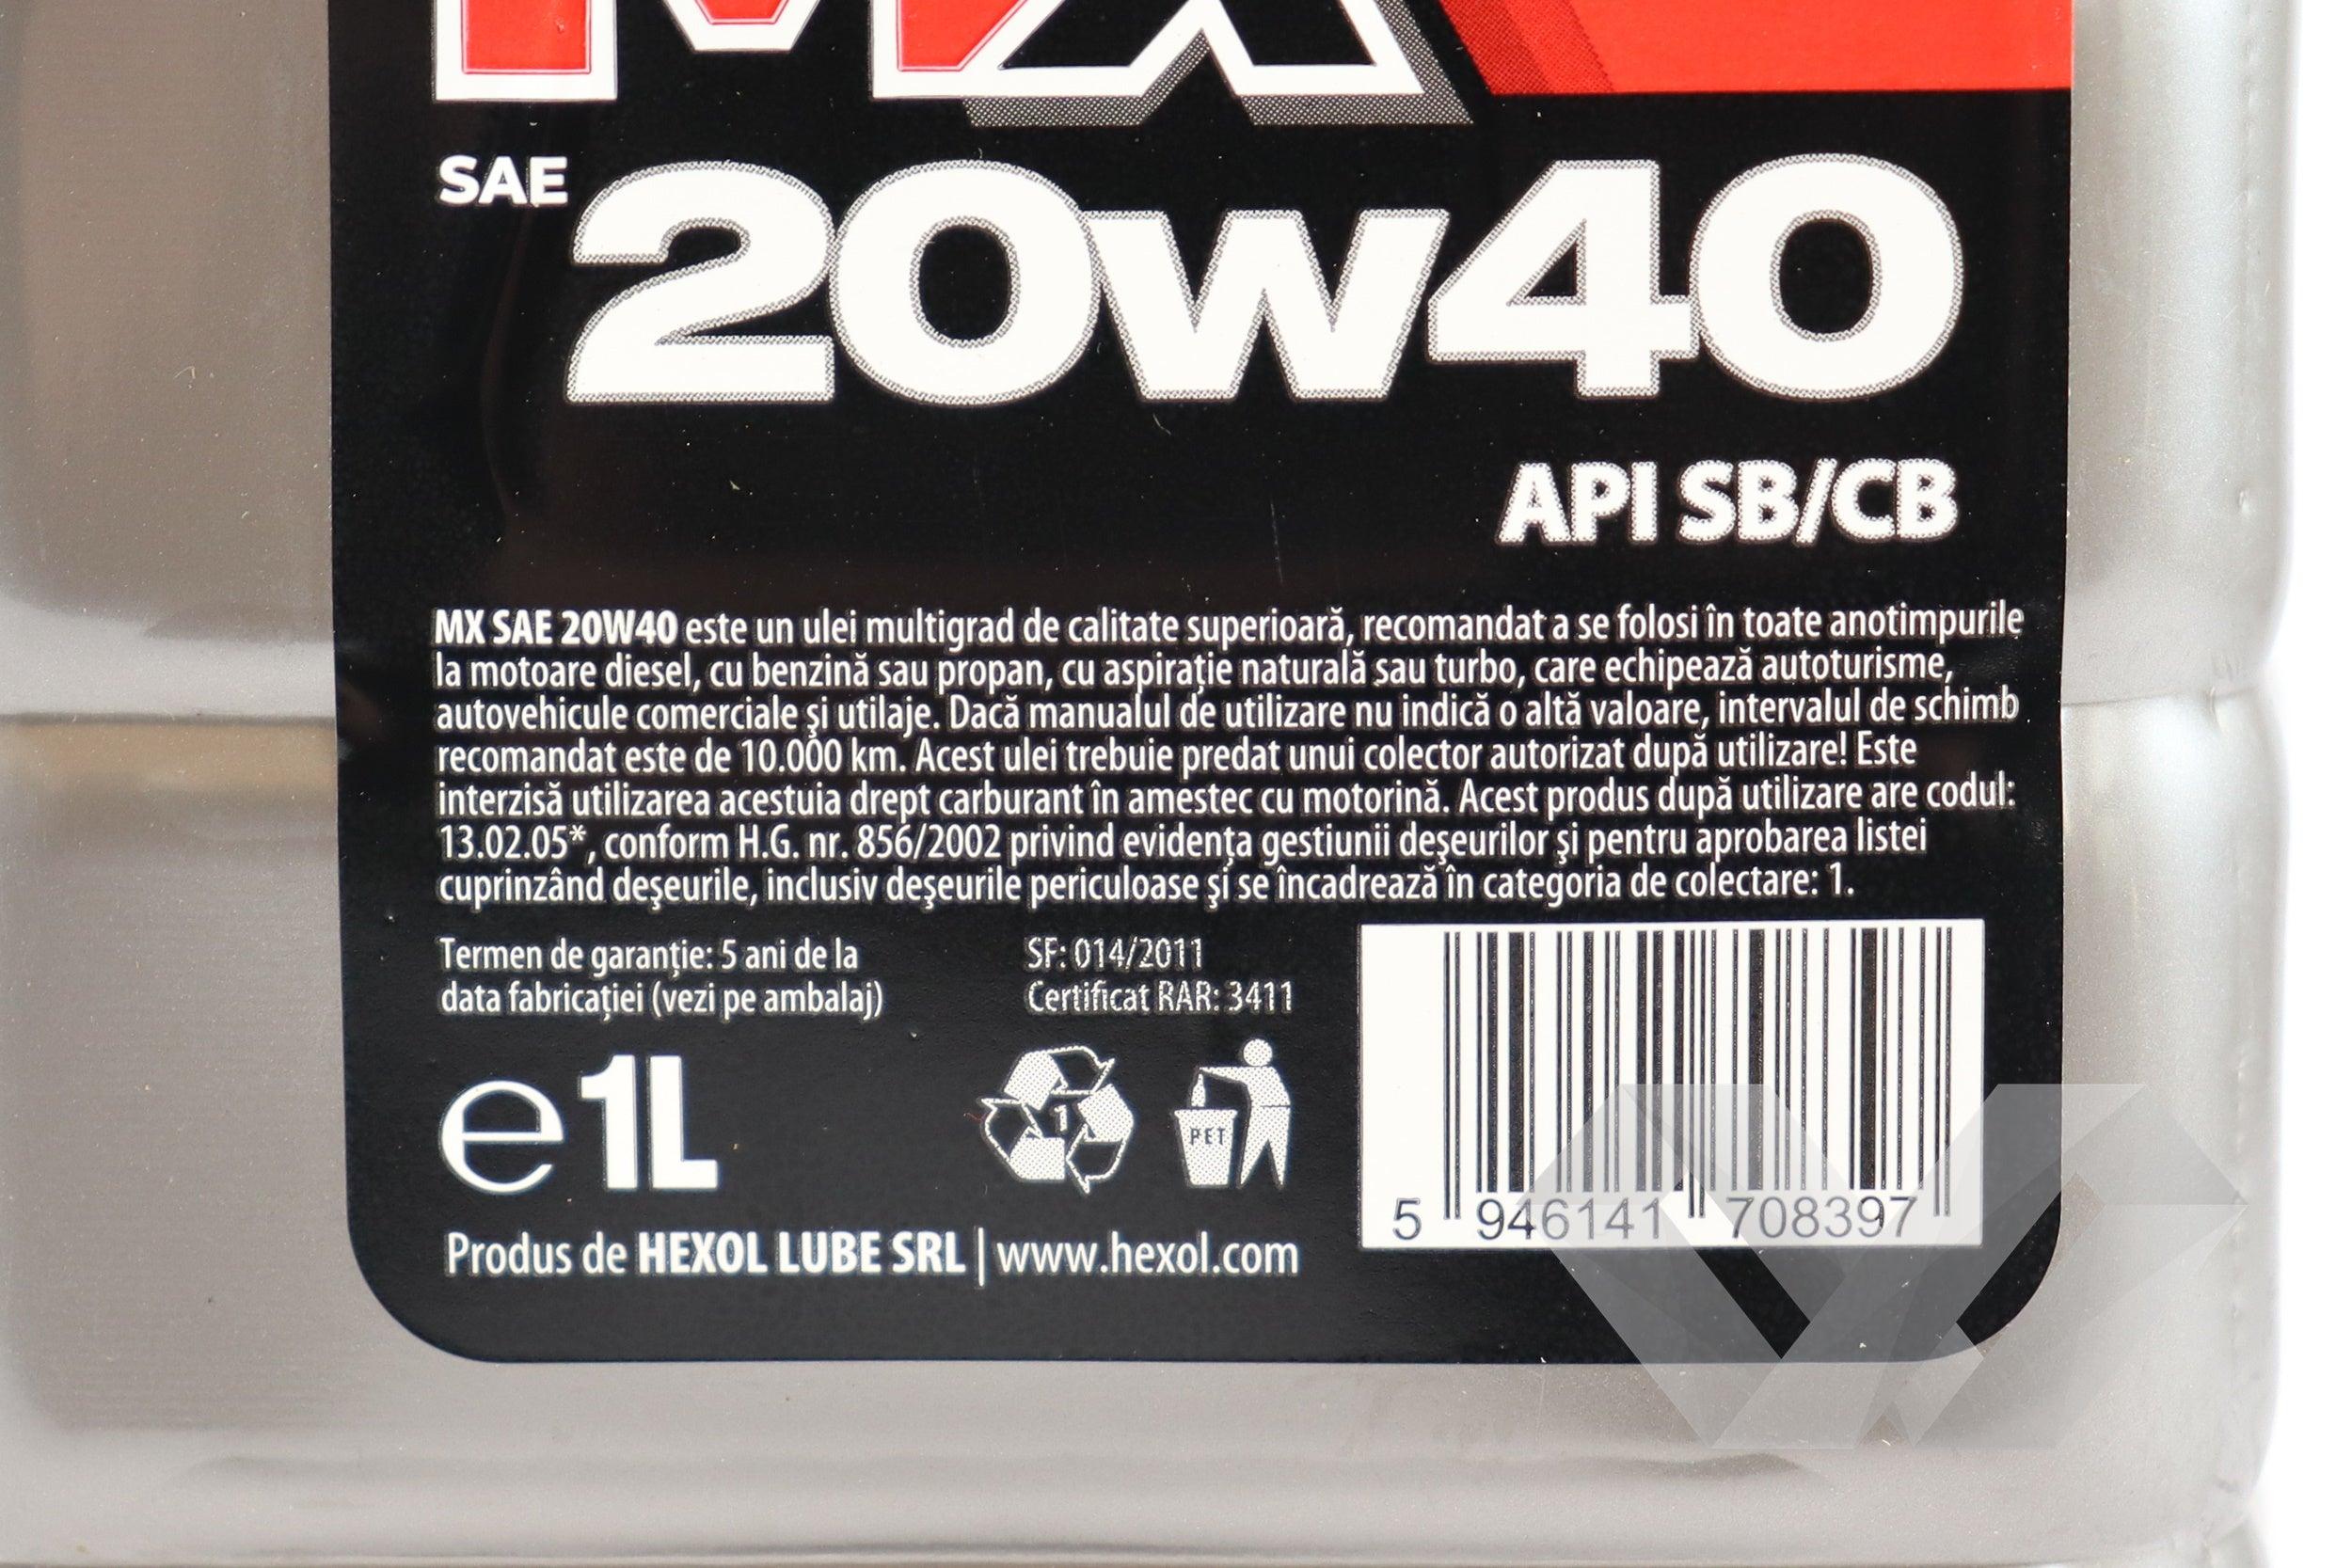 MX
SAE 20W40
API SB/CB
MX SAE 20W40 este un ulei multigrad de calitate superioară, recomandat a se folosi în toate anotimpurile
la motoare diesel, cu benzină sau propan, cu aspirație naturală sau turbo, care echipează autoturisme,
autovehicule comerciale şi utilaje. Dacă manualul de utilizare nu indică o altă valoare, intervalul de schimb
recomandat este de 10.000 km. Acest ulei trebuie predat unui colector autorizat după utilizare! Este
interzisă utilizarea acestuia drept carburant în amestec cu motorină. Acest produs după utilizare are codul:
13.02.05*, conform H.G. nr. 856/2002 privind evidența gestiunii deşeurilor şi pentru aprobarea listei
cuprinzând deşeurile, inclusiv deşeurile periculoase şi se încadrează în categoria de colectare: 1.
Termen de garanție: 5 ani de la
data fabricației (vezi pe ambalaj)
SF: 014/2011
Certificat RAR: 3411
e 1L
1
PET
5 946141 708397
Produs de HEXOL LUBE SRL | www.hexol.com